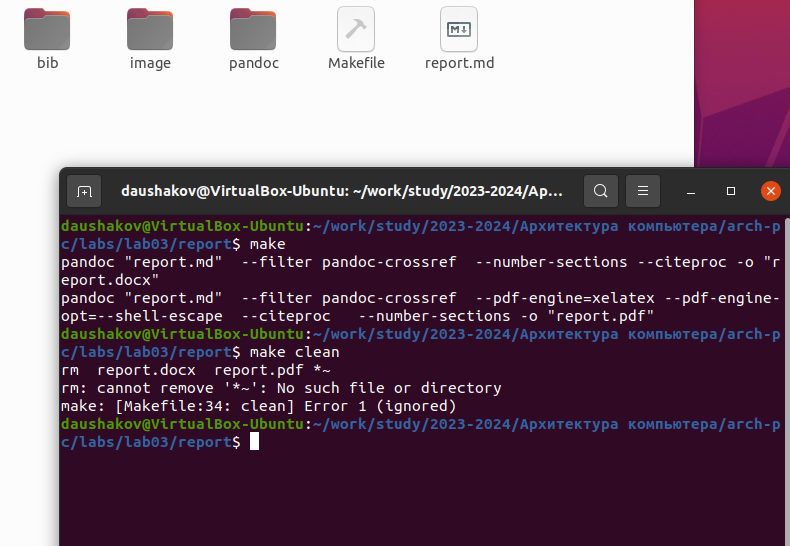 bib
image
pandoc
Makefile
report.md
daushakov@VirtualBox-Ubuntu: ~/work/study/2023-2024/Ap...
daushakov@VirtualBox-Ubuntu:~/work/study/2023-2024/Архитектура компьютера/arch-p
c/labs/lab03/report$ make
pandoc "report.md"  --filter pandoc-crossref  --number-sections --citeproc -o "r
eport.docx"
pandoc "report.md"  --filter pandoc-crossref  --pdf-engine=xelatex --pdf-engine-
opt=--shell-escape  --citeproc   --number-sections -o "report.pdf"
daushakov@VirtualBox-Ubuntu:~/work/study/2023-2024/Архитектура компьютера/arch-p
c/labs/lab03/report$ make clean
rm  report.docx  report.pdf *~
rm: cannot remove '*~': No such file or directory
make: [Makefile:34: clean] Error 1 (ignored)
daushakov@VirtualBox-Ubuntu:~/work/study/2023-2024/Архитектура компьютера/arch-p
c/labs/lab03/report$